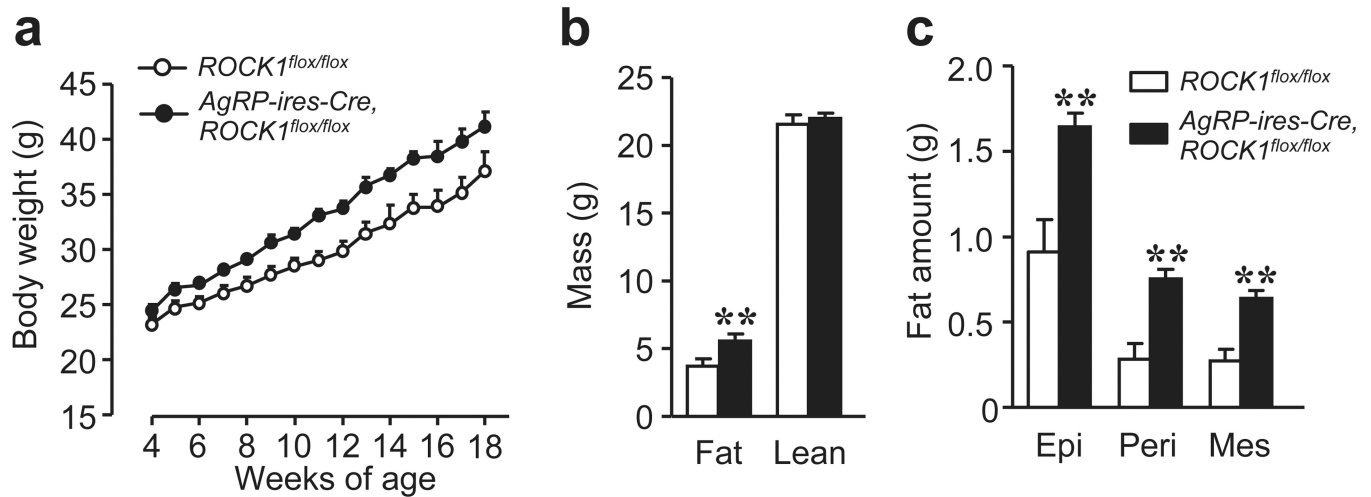 a
ROCK1flox/flox
AgRP-ires-Cre,
ROCK1flox/flox
Body weight (g)
45
40
35
30
25
20
15
4 6 8 10 12 14 16 18
Weeks of age
b
Mass (g)
25
20
15
10
5
0
**
Fat Lean
c
ROCK1flox/flox
AgRP-ires-Cre,
ROCK1flox/flox
Fat amount (g)
2.0
1.5
1.0
0.5
0
**
**
**
Epi Peri Mes